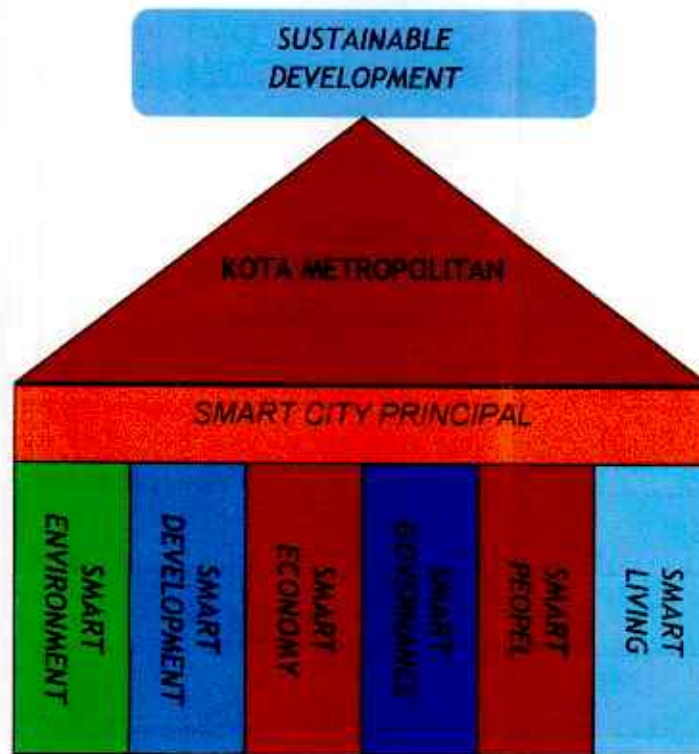 SUSTAINABLE
DEVELOPMENT
KOTA METROPOLITAN
SMART CITY PRINCIPAL
SMART
ENVIRONMENT
SMART
DEVELOPMENT
SMART
ECONOMY
SMART
GOVERNANCE
SMART
PEOPEL
SMART
LIVING